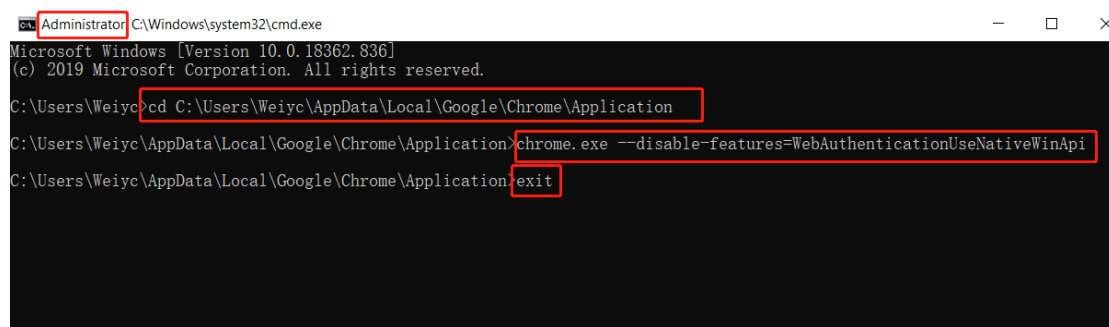 Administrator: C:\Windows\system32\cmd.exe
Microsoft Windows [Version 10.0.18362.836]
(c) 2019 Microsoft Corporation. All rights reserved.
C:\Users\Weiyc>cd C:\Users\Weiyc\AppData\Local\Google\Chrome\Application
C:\Users\Weiyc\AppData\Local\Google\Chrome\Application>chrome.exe --disable-features=WebAuthenticationUseNativeWinApi
C:\Users\Weiyc\AppData\Local\Google\Chrome\Application>exit